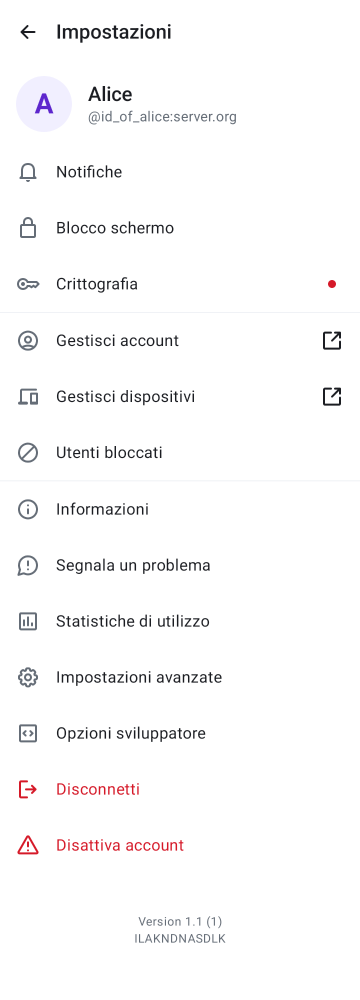 Impostazioni
A
Alice
@id_of_alice:server.org
Notifiche
Blocco schermo
Crittografia
Gestisci account
Gestisci dispositivi
Utenti bloccati
Informazioni
Segnala un problema
Statistiche di utilizzo
Impostazioni avanzate
Opzioni sviluppatore
Disconnetti
Disattiva account
Version 1.1 (1)
ILAKNDNASDLK